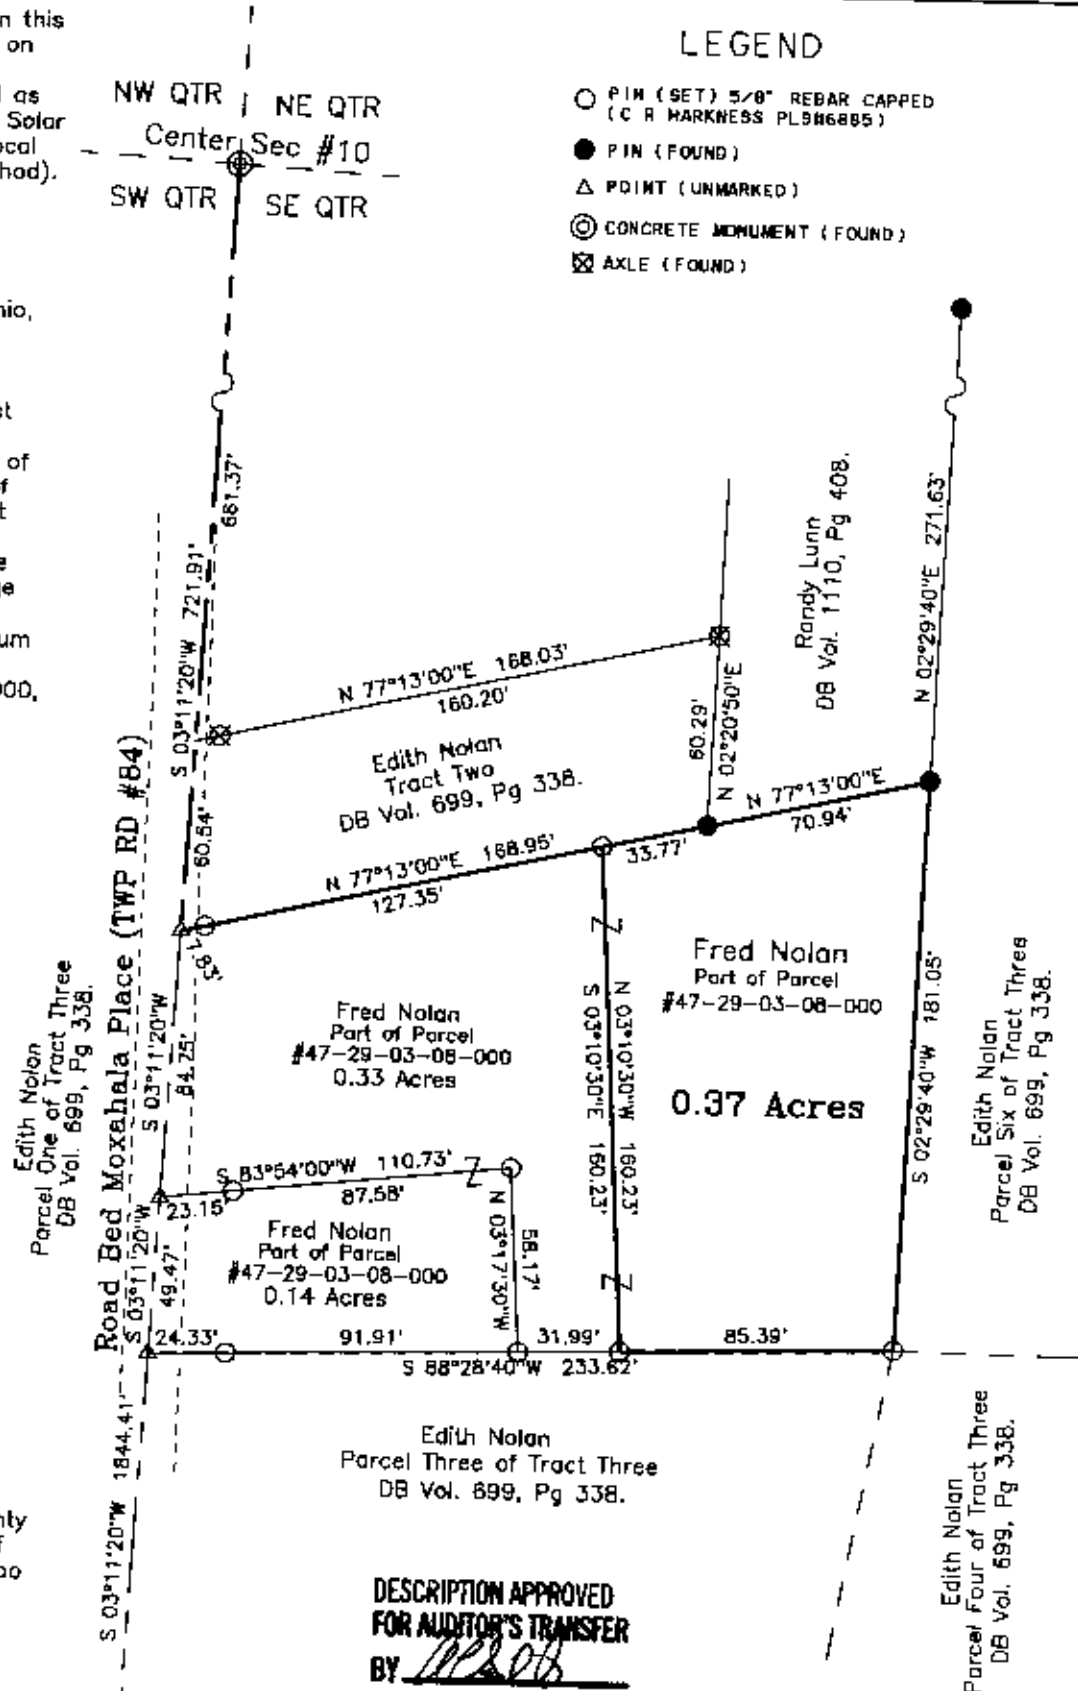 n this
on
as
Solar
ocal
hod).
nio,
st
of
f
t
e
ge
um
000,
nty
f
oo
LEGEND
PIN (SET) 5/8" REBAR CAPPED
(C R HARKNESS PLS#6885)
PIN (FOUND)
POINT (UNMARKED)
CONCRETE MONUMENT (FOUND)
AXLE (FOUND)
NW QTR
NE QTR
Center Sec #10
SW QTR
SE QTR
681.37'
S 03°11'20"W 721.91'
60.54'
N 77°13'00"E 168.03'
160.20'
Edith Nolan
Tract Two
DB Vol. 699, Pg 338.
60.29'
N 02°20'50"E
Randy Lunn
DB Vol. 1110, Pg 408.
N 02°29'40"E 271.63'
N 77°13'00"E
70.94'
33.77'
N 77°13'00"E 168.95'
127.35'
7.83'
Road Bed Moxahala Place (TWP RD #84)
Edith Nolan
Parcel One of Tract Three
DB Vol. 699, Pg 338.
S 03°11'20"W
84.75'
Fred Nolan
Part of Parcel
#47-29-03-08-000
0.33 Acres
S 03°10'30"E 160.23'
N 03°10'30"W 160.23'
Fred Nolan
Part of Parcel
#47-29-03-08-000
0.37 Acres
S 02°29'40"W 181.05'
Edith Nolan
Parcel Six of Tract Three
DB Vol. 699, Pg 338.
S 83°54'00"W 110.73'
23.15'
87.58'
Fred Nolan
Part of Parcel
#47-29-03-08-000
0.14 Acres
N 03°17'30"W
58.17'
S 03°11'20"W
49.47'
24.33'
91.91'
31.99'
85.39'
S 88°28'40"W 233.62'
Edith Nolan
Parcel Three of Tract Three
DB Vol. 699, Pg 338.
S 03°11'20"W 1844.41'
Edith Nolan
Parcel Four of Tract Three
DB Vol. 699, Pg 338.
DESCRIPTION APPROVED
FOR AUDITOR'S TRANSFER
BY